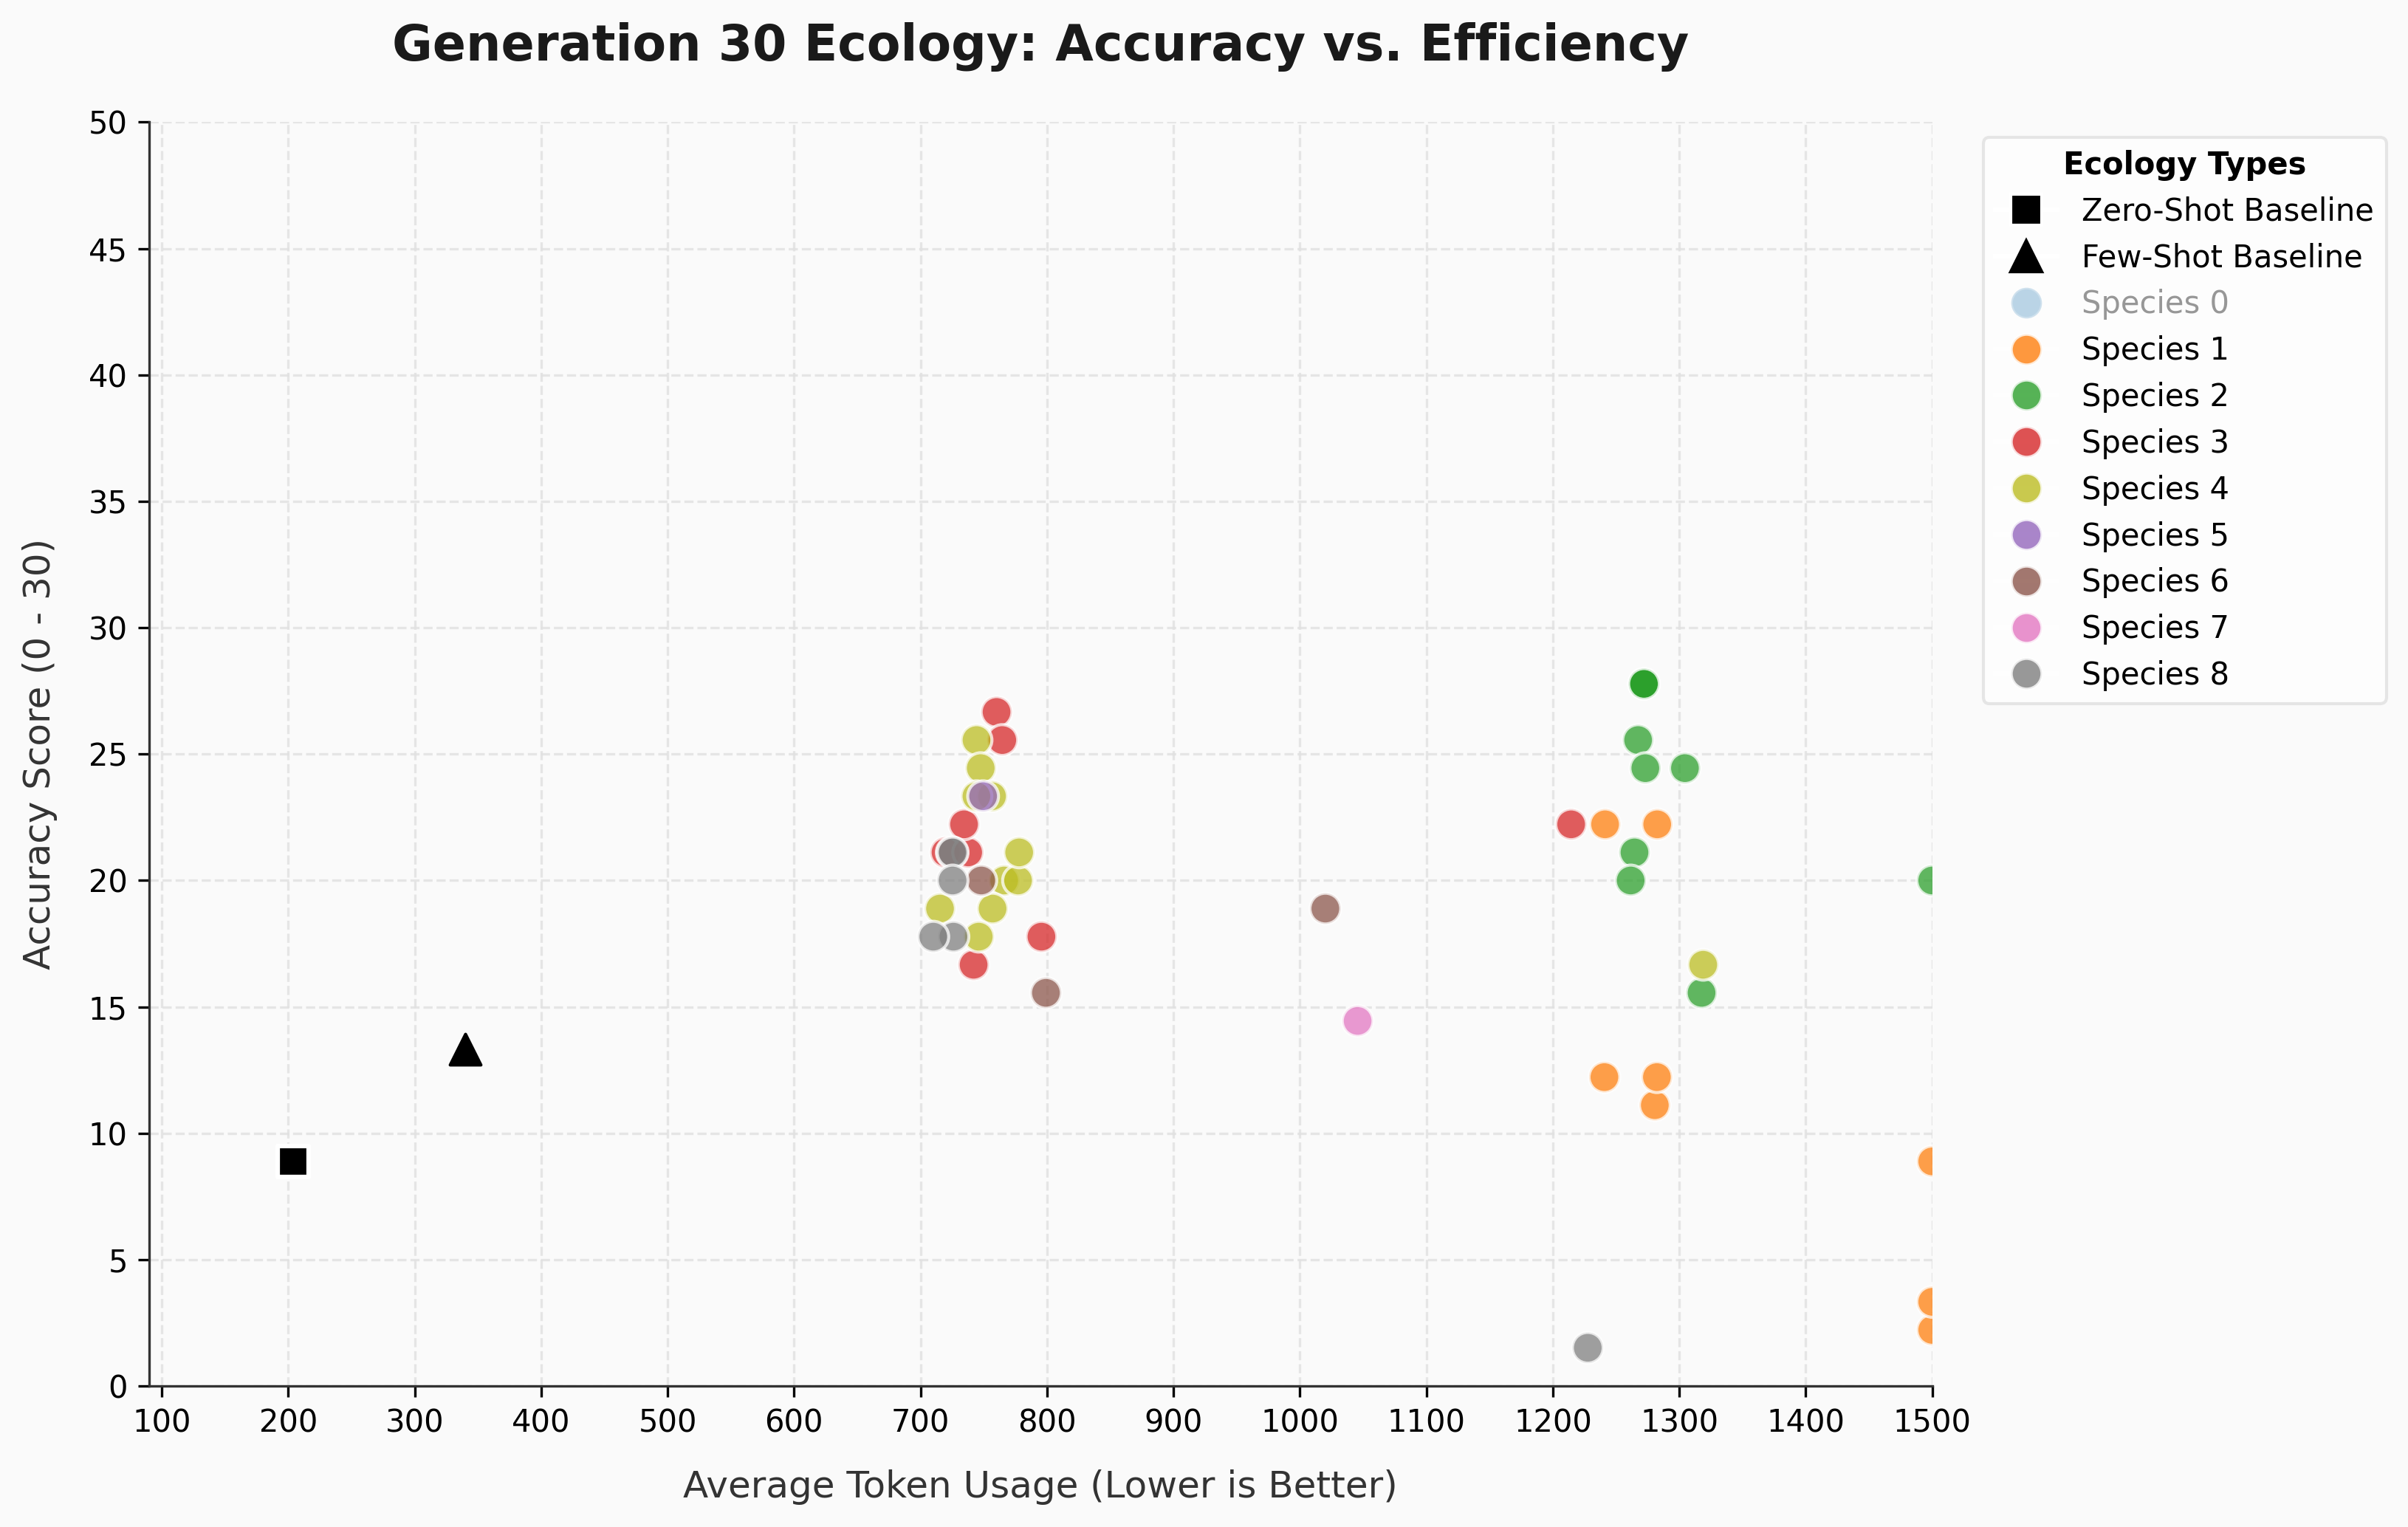 Generation 30 Ecology: Accuracy vs. Efficiency
50
45
40
35
30
25
20
15
10
5
0
Accuracy Score (0 - 30)
100 200 300 400 500 600 700 800 900 1000 1100 1200 1300 1400 1500
Average Token Usage (Lower is Better)
Ecology Types
Zero-Shot Baseline
Few-Shot Baseline
Species 0
Species 1
Species 2
Species 3
Species 4
Species 5
Species 6
Species 7
Species 8